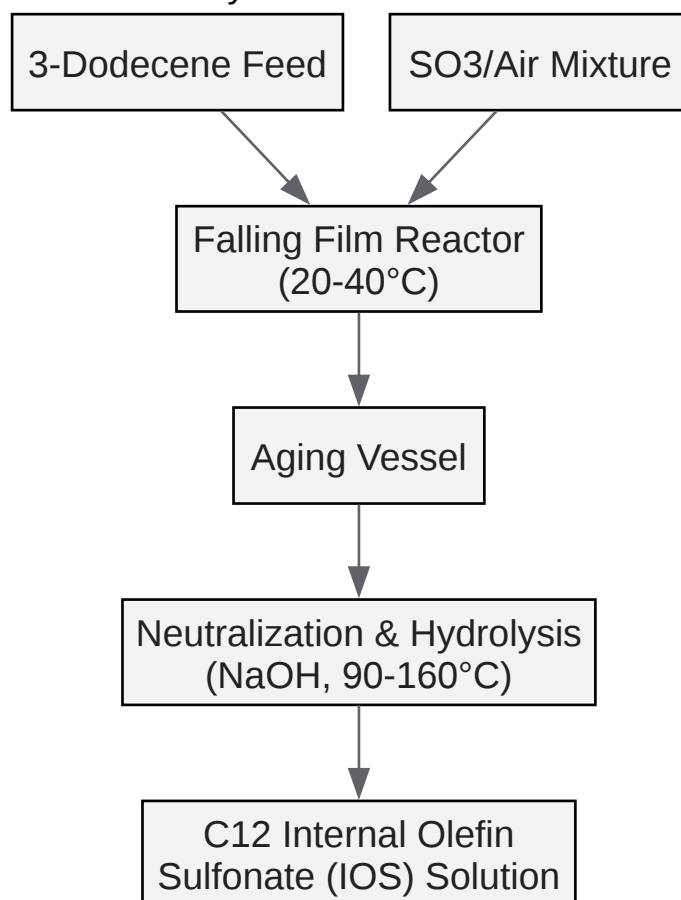 3-Dodecene Feed
SO3/Air Mixture
Falling Film Reactor
(20-40°C)
Aging Vessel
Neutralization & Hydrolysis
(NaOH, 90-160°C)
C12 Internal Olefin
Sulfonate (IOS) Solution